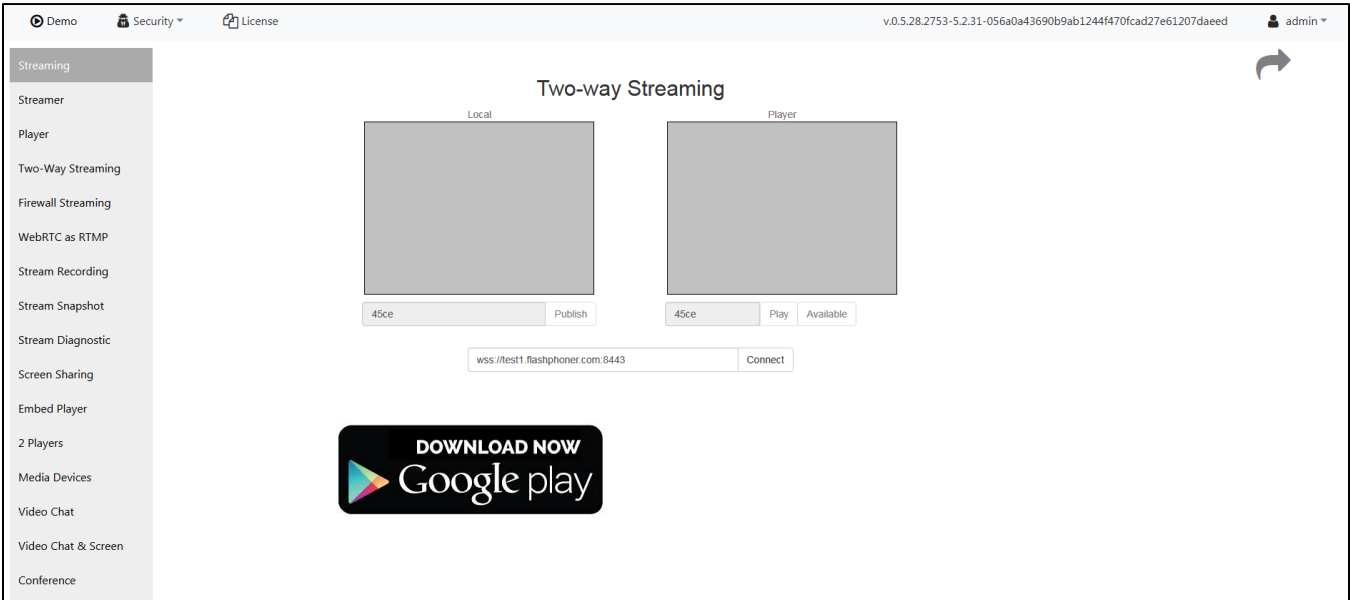 Demo Security License v.0.5.28.2753-5.2.31-056a0a43690b9ab1244f470fcad27e61207daeed admin
Streaming
Streamer
Player
Two-Way Streaming
Firewall Streaming
WebRTC as RTMP
Stream Recording
Stream Snapshot
Stream Diagnostic
Screen Sharing
Embed Player
2 Players
Media Devices
Video Chat
Video Chat & Screen
Conference
Two-way Streaming
Local Player
45ce Publish 45ce Play Available
wss://test1.flashphoner.com:8443 Connect
DOWNLOAD NOW
Google play